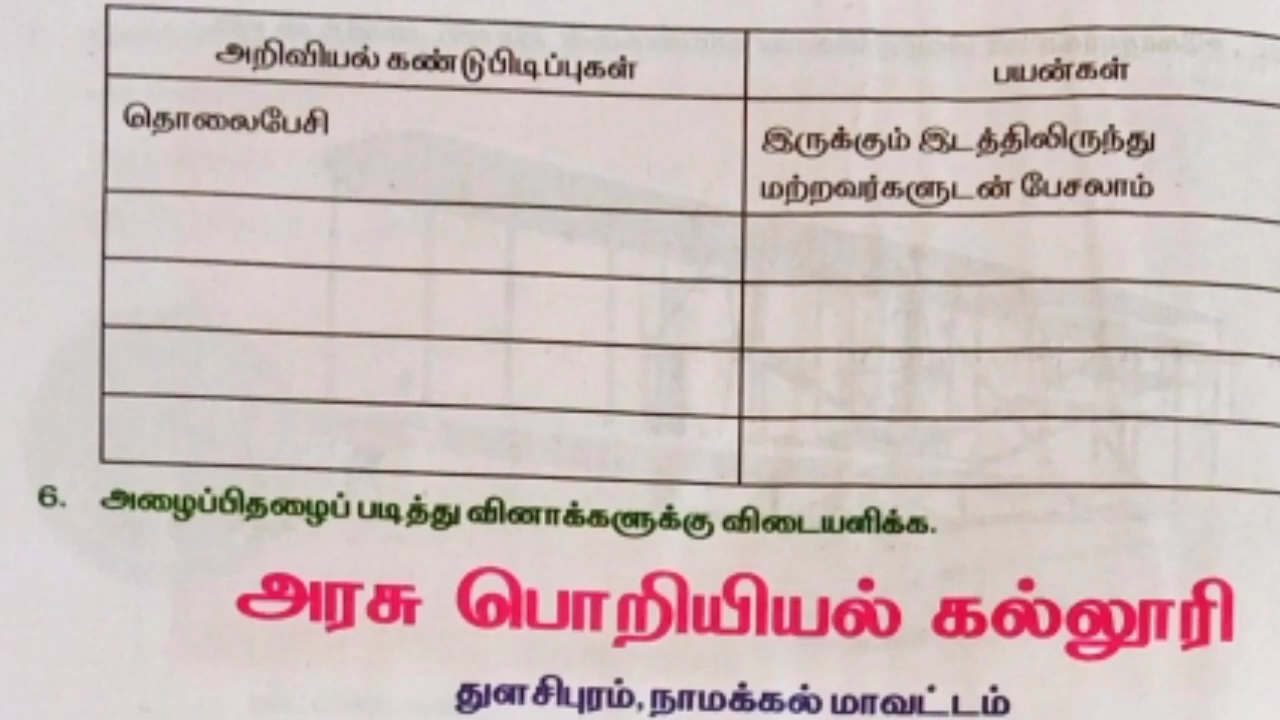 அறிவியல் கண்டுபிடிப்புகள் பயன்கள்
தொலைபேசி
இருக்கும் இடத்திலிருந்து
மற்றவர்களுடன் பேசலாம்
6. அழைப்பிதழைப் படித்து வினாக்களுக்கு விடையளிக்க.
அரசு பொறியியல் கல்லூரி
துளசிபுரம், நாமக்கல் மாவட்டம்